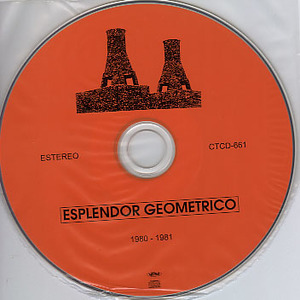 ESTEREO
CTCD-661
ESPLENDOR GEOMETRICO
1980 - 1981